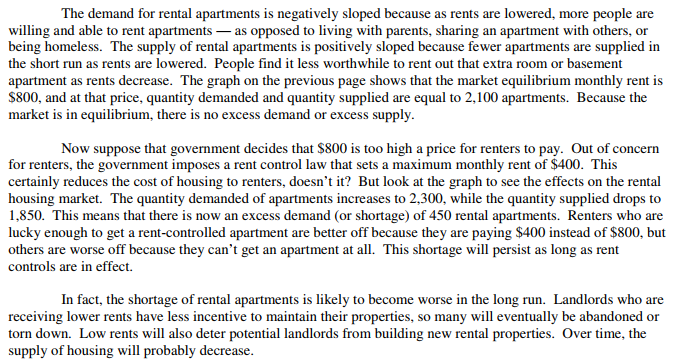 The demand for rental apartments is negatively sloped because as rents are lowered, more people are
willing and able to rent apartments — as opposed to living with parents, sharing an apartment with others, or
being homeless. The supply of rental apartments is positively sloped because fewer apartments are supplied in
the short run as rents are lowered. People find it less worthwhile to rent out that extra room or basement
apartment as rents decrease. The graph on the previous page shows that the market equilibrium monthly rent is
$800, and at that price, quantity demanded and quantity supplied are equal to 2,100 apartments. Because the
market is in equilibrium, there is no excess demand or excess supply.
Now suppose that government decides that $800 is too high a price for renters to pay. Out of concern
for renters, the government imposes a rent control law that sets a maximum monthly rent of $400. This
certainly reduces the cost of housing to renters, doesn't it? But look at the graph to see the effects on the rental
housing market. The quantity demanded of apartments increases to 2,300, while the quantity supplied drops to
1,850. This means that there is now an excess demand (or shortage) of 450 rental apartments. Renters who are
lucky enough to get a rent-controlled apartment are better off because they are paying $400 instead of $800, but
others are worse off because they can't get an apartment at all. This shortage will persist as long as rent
controls are in effect.
In fact, the shortage of rental apartments is likely to become worse in the long run. Landlords who are
receiving lower rents have less incentive to maintain their properties, so many will eventually be abandoned or
torn down. Low rents will also deter potential landlords from building new rental properties. Over time, the
supply of housing will probably decrease.